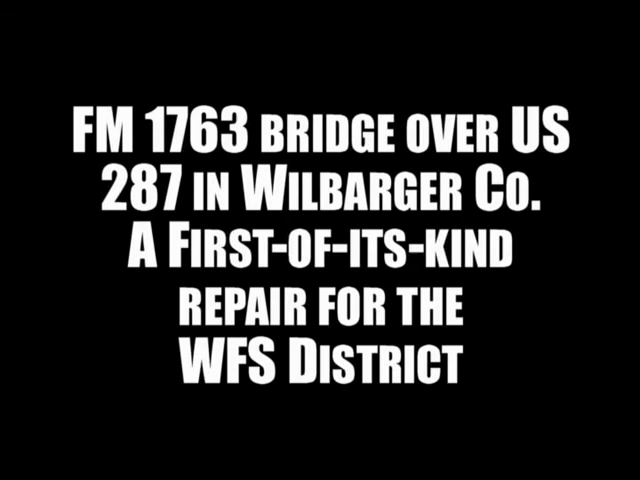 FM 1763 BRIDGE OVER US
287 IN WILBARGER CO.
A FIRST-OF-ITS-KIND
REPAIR FOR THE
WFS DISTRICT